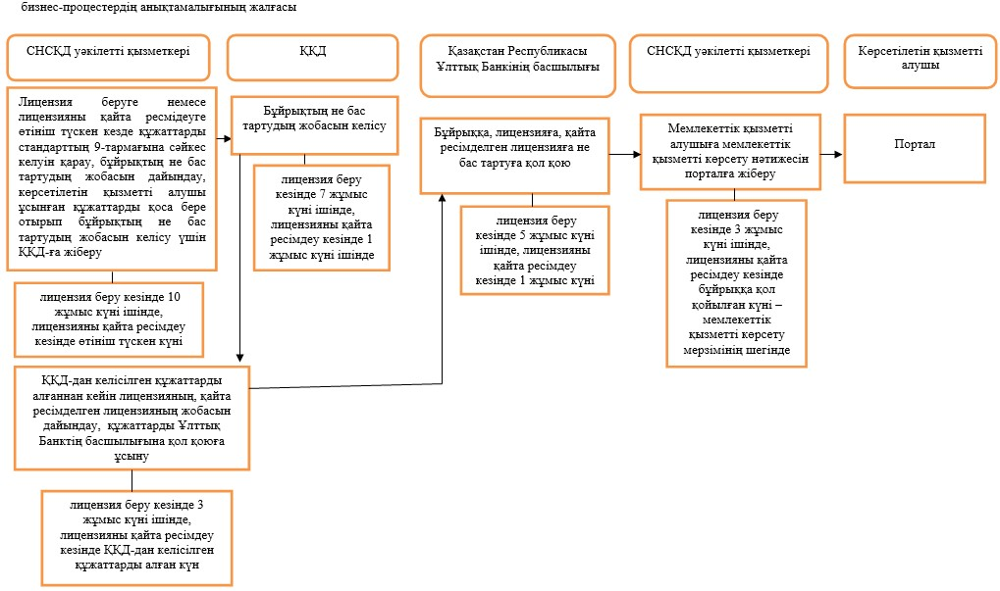 бизнес-процестердің анықтамалығының жалғасы
СНСҚД уәкілетті қызметкері
ҚҚД
Қазақстан Республикасы
Ұлттық Банкінің басшылығы
СНСҚД уәкілетті қызметкері
Көрсетілетін қызметті
алушы
Лицензия беруге немесе
лицензияны қайта ресмідеуге
өтініш түскен кезде құжаттарды
стандарттың 9-тармағына сәйкес
келуін қарау, бұйрықтың не бас
тартудың жобасын дайындау,
көрсетілетін қызметті алушы
ұсынған құжаттарды қоса бере
отырып бұйрықтың не бас
тартудың жобасын келісу үшін
ҚҚД-ға жіберу
лицензия беру кезінде 10
жұмыс күні ішінде,
лицензияны қайта ресімдеу
кезінде өтініш түскен күні
Бұйрықтың не бас
тартудың жобасын келісу
лицензия беру
кезінде 7 жұмыс
күні ішінде,
лицензияны қайта
ресімдеу кезінде 1
жұмыс күні ішінде
ҚҚД-дан келісілген құжаттарды
алғаннан кейін лицензияның, қайта
ресімделген лицензияның жобасын
дайындау, құжаттарды Ұлттық
Банктің басшылығына қол қоюға
ұсыну
лицензия беру кезінде 3
жұмыс күні ішінде,
лицензияны қайта ресімдеу
кезінде ҚҚД-дан келісілген
құжаттарды алған күн
Бұйрыққа, лицензияға, қайта
ресімделген лицензияға не
бас тартуға қол қою
лицензия беру
кезінде 5 жұмыс күні
ішінде, лицензияны
қайта ресімдеу
кезінде 1 жұмыс күні
Мемлекеттік қызметті
алушыға мемлекеттік
қызметті көрсету нәтижесін
порталға жіберу
лицензия беру
кезінде 3 жұмыс
күні ішінде,
лицензияны қайта
ресімдеу кезінде
бұйрыққа қол
қойылған күні –
мемлекеттік
қызметті көрсету
мерзімінің шегінде
Портал